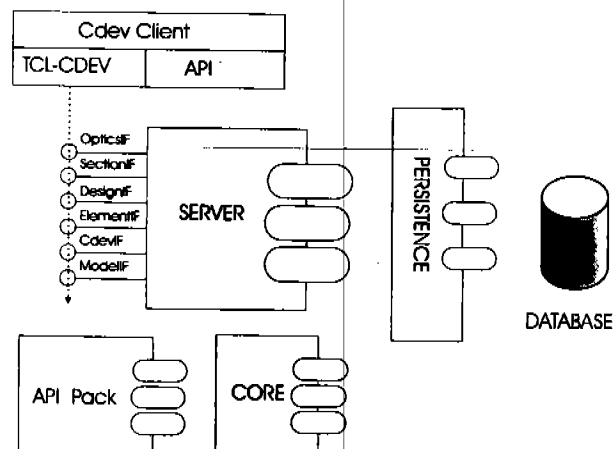 Cdev Client
TCL-CDEV
API
OpticsIF
SectionIF
DesignIF
ElementIF
CdevIF
ModelIF
SERVER
PERSISTENCE
DATABASE
API Pack
CORE